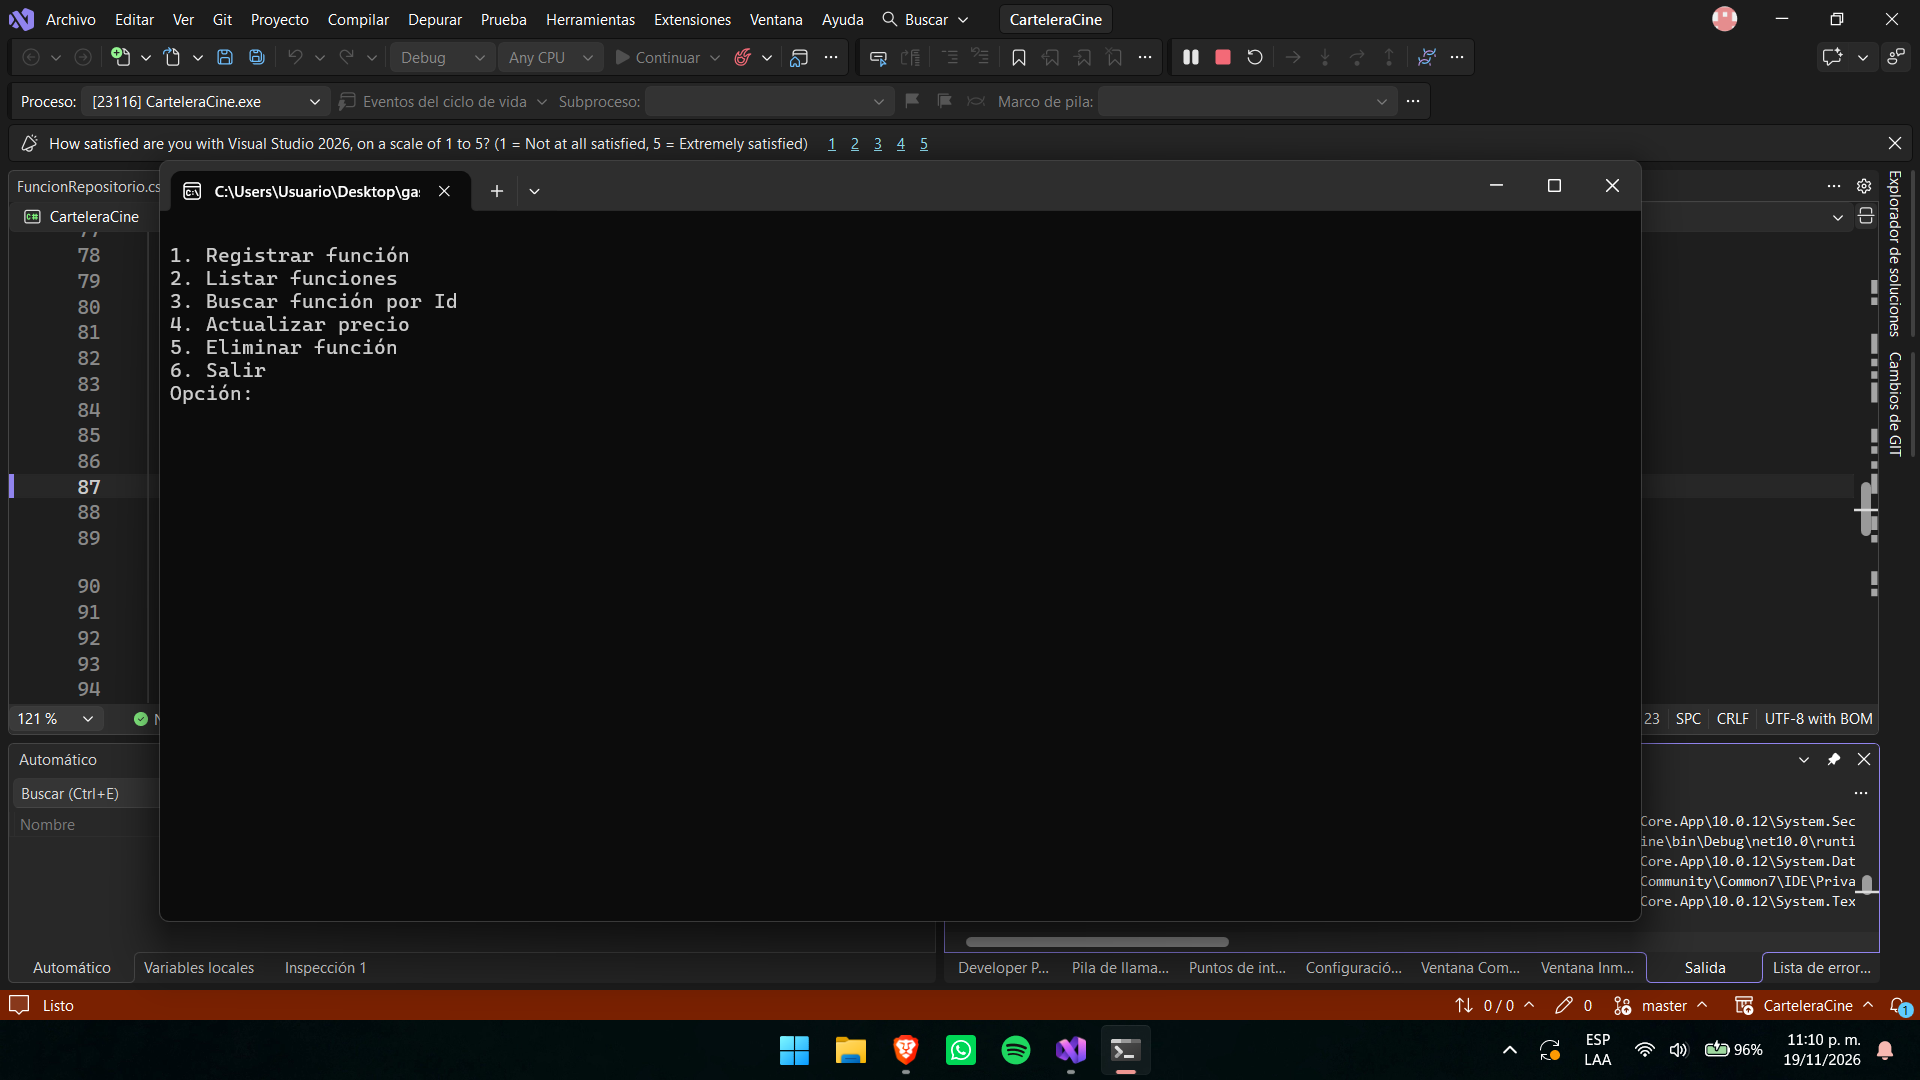 Archivo Editar Ver Git Proyecto Compilar Depurar Prueba Herramientas Extensiones Ventana Ayuda Buscar CarteleraCine
Debug Any CPU Continuar
Proceso: [23116] CarteleraCine.exe Eventos del ciclo de vida Subproceso: Marco de pila:
How satisfied are you with Visual Studio 2026, on a scale of 1 to 5? (1 = Not at all satisfied, 5 = Extremely satisfied) 1 2 3 4 5
FuncionRepositorio.cs
C:\Users\Usuario\Desktop\ga
CarteleraCine
Explorador de soluciones
Cambios de GIT
1. Registrar función
2. Listar funciones
3. Buscar función por Id
4. Actualizar precio
5. Eliminar función
6. Salir
Opción:
77
78
79
80
81
82
83
84
85
86
87
88
89
90
91
92
93
94
121 % 23 SPC CRLF UTF-8 with BOM
Automático
Buscar (Ctrl+E)
Nombre
Core.App\10.0.12\System.Sec
ine\bin\Debug\net10.0\runti
Core.App\10.0.12\System.Dat
Community\Common7\IDE\Priva
Core.App\10.0.12\System.Tex
Automático Variables locales Inspección 1
Developer P... Pila de llama... Puntos de int... Configuració... Ventana Com... Ventana Inm... Salida Lista de error...
Listo 0 / 0 0 master CarteleraCine 1
ESP
LAA
96%
11:10 p. m.
19/11/2026